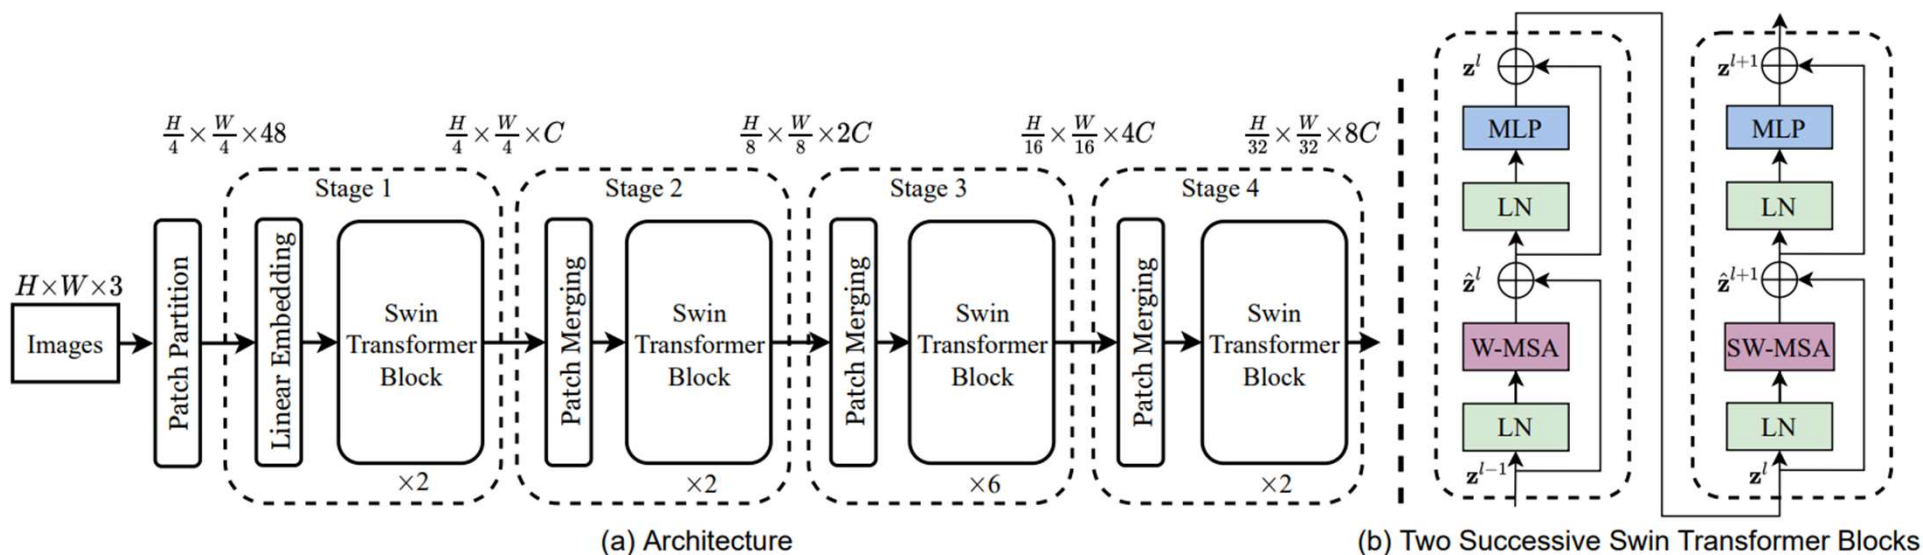 H/4 × W/4 × 48
H/4 × W/4 × C
H/8 × W/8 × 2C
H/16 × W/16 × 4C
H/32 × W/32 × 8C
H×W×3
Images
Patch Partition
Stage 1
Linear Embedding
Swin
Transformer
Block
×2
Stage 2
Patch Merging
Swin
Transformer
Block
×2
Stage 3
Patch Merging
Swin
Transformer
Block
×6
Stage 4
Patch Merging
Swin
Transformer
Block
×2
(a) Architecture
z^l
MLP
LN
ẑ^l
W-MSA
LN
z^{l-1}
z^{l+1}
MLP
LN
ẑ^{l+1}
SW-MSA
LN
z^l
(b) Two Successive Swin Transformer Blocks